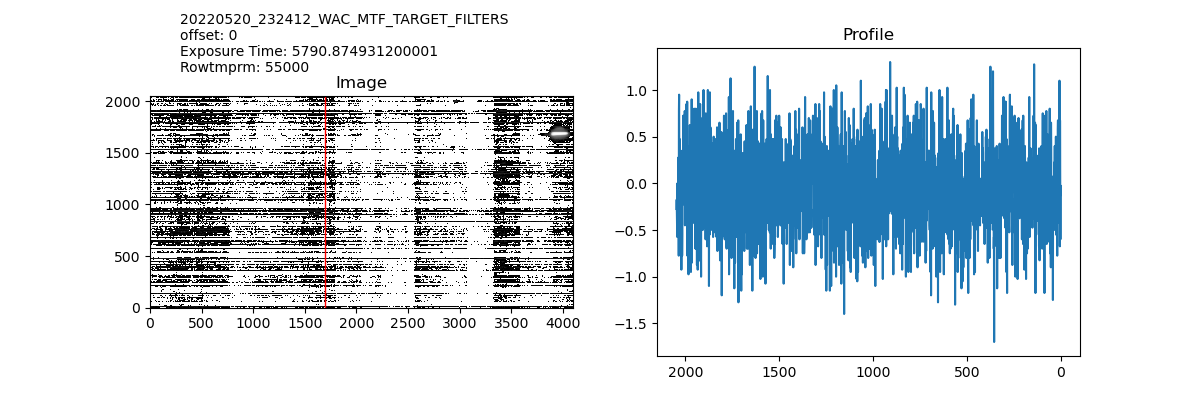 20220520_232412_WAC_MTF_TARGET_FILTERS
offset: 0
Exposure Time: 5790.874931200001
Rowtmprm: 55000
Image
2000
1500
1000
500
0
0 500 1000 1500 2000 2500 3000 3500 4000
Profile
1.0
0.5
0.0
−0.5
−1.0
−1.5
2000 1500 1000 500 0